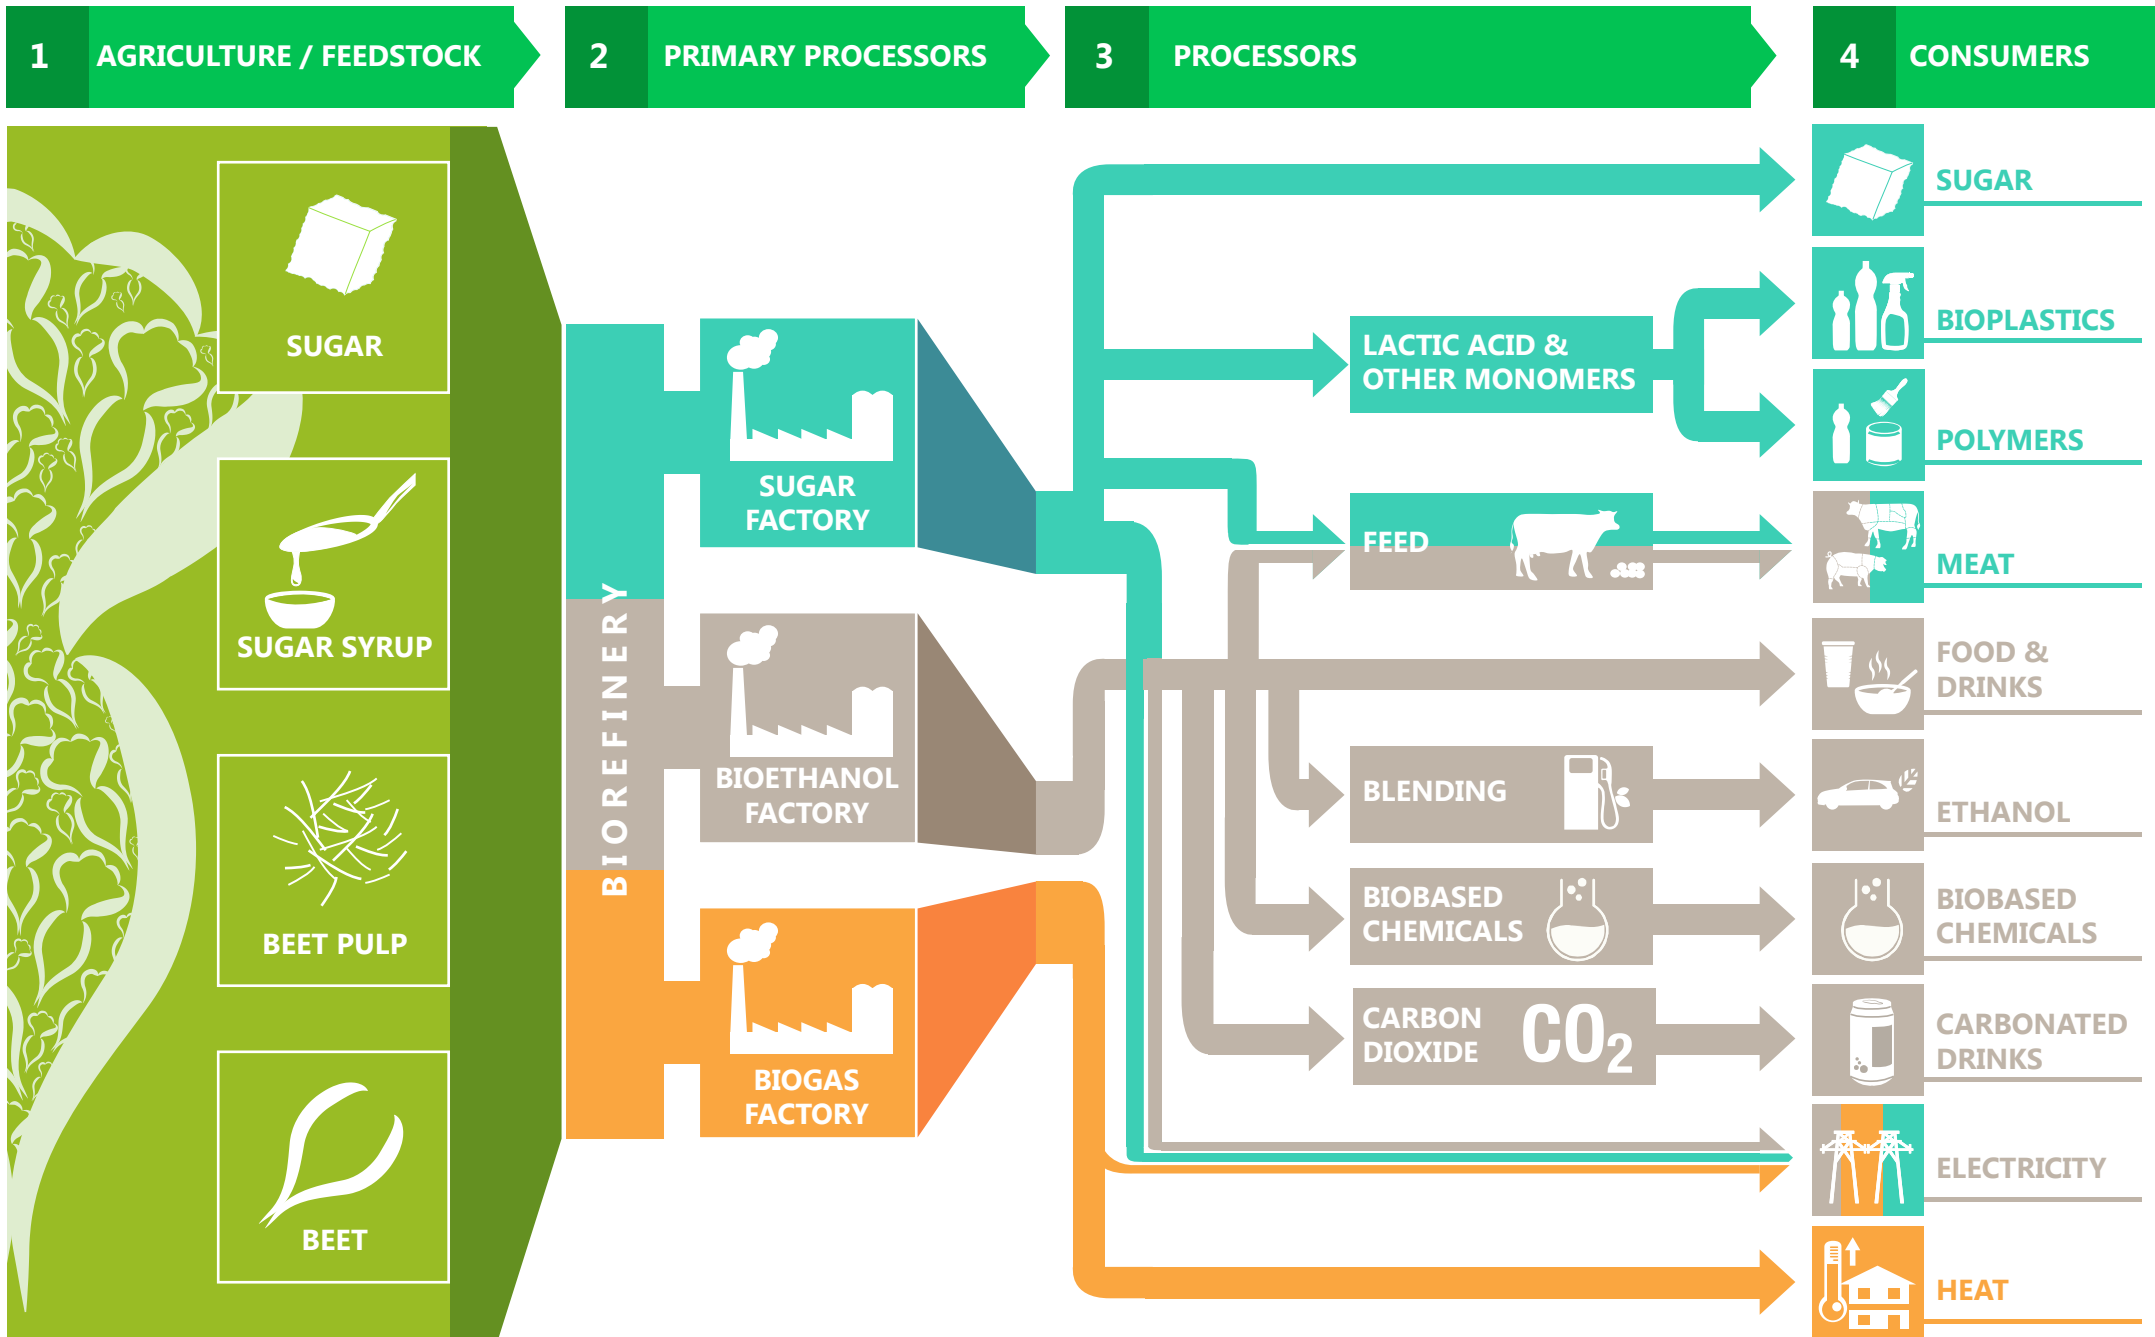 1 AGRICULTURE / FEEDSTOCK
2 PRIMARY PROCESSORS
3 PROCESSORS
4 CONSUMERS
SUGAR
SUGAR SYRUP
BEET PULP
BEET
BIOREFINERY
SUGAR
FACTORY
BIOETHANOL
FACTORY
BIOGAS
FACTORY
LACTIC ACID &
OTHER MONOMERS
FEED
BLENDING
BIOBASED
CHEMICALS
CARBON
DIOXIDE
CO2
SUGAR
BIOPLASTICS
POLYMERS
MEAT
FOOD &
DRINKS
ETHANOL
BIOBASED
CHEMICALS
CARBONATED
DRINKS
ELECTRICITY
HEAT